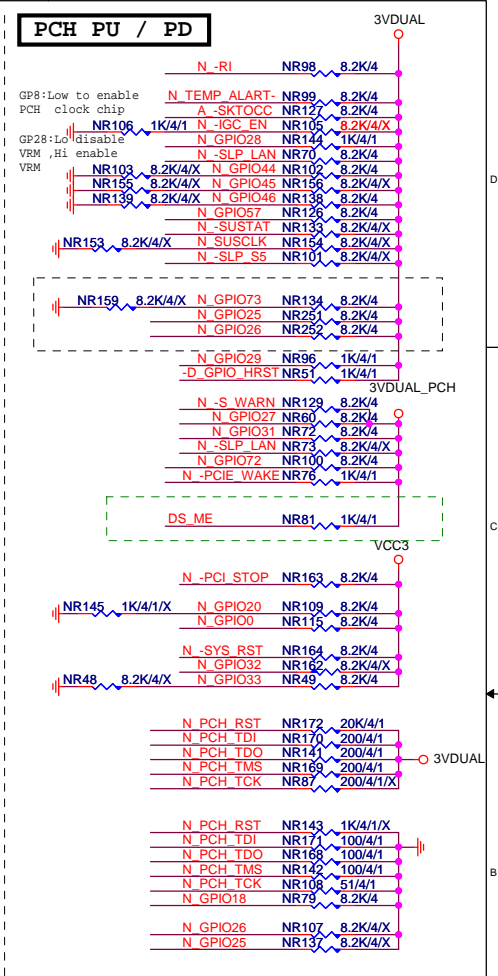 PCH PU / PD
3VDUAL
N_-RI NR98 8.2K/4
GP8:Low to enable
PCH clock chip
N_TEMP_ALART- NR99 8.2K/4
A_-SKTOCC NR127 8.2K/4
NR106 1K/4/1 N_-IGC_EN NR105 8.2K/4/X
GP28:Lo disable
VRM ,Hi enable
VRM
N_GPIO28 NR144 1K/4/1
N_-SLP_LAN NR70 8.2K/4
NR103 8.2K/4/X N_GPIO44 NR102 8.2K/4
NR155 8.2K/4/X N_GPIO45 NR156 8.2K/4/X
NR139 8.2K/4/X N_GPIO46 NR138 8.2K/4
N_GPIO57 NR126 8.2K/4
N_-SUSTAT NR133 8.2K/4/X
NR153 8.2K/4/X N_SUSCLK NR154 8.2K/4/X
N_-SLP_S5 NR101 8.2K/4/X
NR159 8.2K/4/X N_GPIO73 NR134 8.2K/4
N_GPIO25 NR251 8.2K/4
N_GPIO26 NR252 8.2K/4
N_GPIO29 NR96 1K/4/1
-D_GPIO_HRST NR51 1K/4/1
3VDUAL_PCH
N_-S_WARN NR129 8.2K/4
N_GPIO27 NR60 8.2K/4
N_GPIO31 NR72 8.2K/4
N_-SLP_LAN NR73 8.2K/4/X
N_GPIO72 NR100 8.2K/4
N_-PCIE_WAKE NR76 1K/4/1
DS_ME NR81 1K/4/1
VCC3
N_-PCI_STOP NR163 8.2K/4
NR145 1K/4/1/X N_GPIO20 NR109 8.2K/4
N_GPIO0 NR115 8.2K/4
N_-SYS_RST NR164 8.2K/4
N_GPIO32 NR162 8.2K/4/X
NR48 8.2K/4/X N_GPIO33 NR49 8.2K/4
N_PCH_RST NR172 20K/4/1
N_PCH_TDI NR170 200/4/1
N_PCH_TDO NR141 200/4/1
3VDUAL
N_PCH_TMS NR169 200/4/1
N_PCH_TCK NR87 200/4/1/X
N_PCH_RST NR143 1K/4/1/X
N_PCH_TDI NR171 100/4/1
N_PCH_TDO NR168 100/4/1
N_PCH_TMS NR142 100/4/1
N_PCH_TCK NR108 51/4/1
N_GPIO18 NR79 8.2K/4
N_GPIO26 NR107 8.2K/4/X
N_GPIO25 NR137 8.2K/4/X
D
C
B